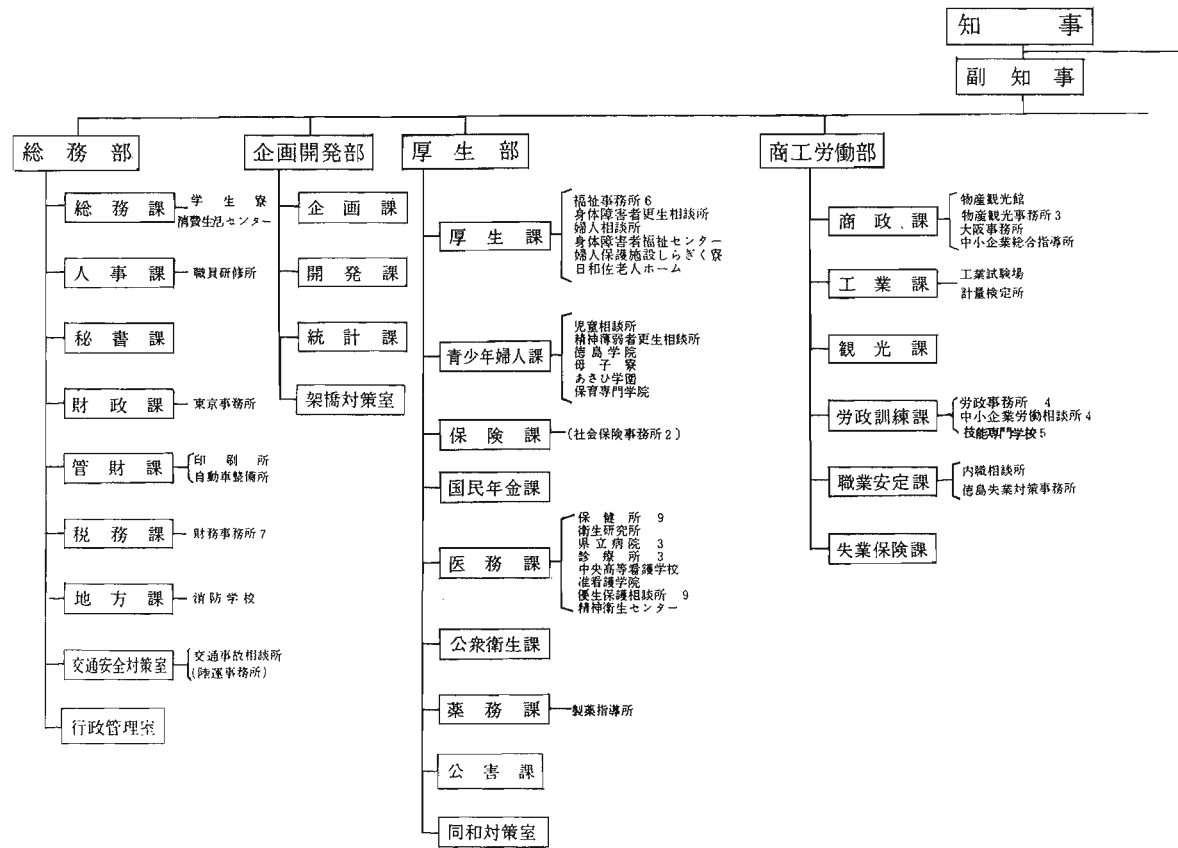 知事
副知事
総務部
総務課
学生寮
消費生活センター
人事課
職員研修所
秘書課
財政課
東京事務所
管財課
印刷所
自動車整備所
税務課
財務事務所7
地方課
消防学校
交通安全対策室
交通事故相談所
(陸運事務所)
行政管理室
企画開発部
企画課
開発課
統計課
架橋対策室
厚生部
厚生課
福祉事務所6
身体障害者更生相談所
婦人相談所
身体障害者福祉センター
婦人保護施設しらぎく寮
日和佐老人ホーム
青少年婦人課
児童相談所
精神薄弱者更生相談所
徳島学院
母子寮
あさひ学園
保育専門学院
保険課
(社会保険事務所2)
国民年金課
医務課
保健所 9
衛生研究所
県立病院 3
診療所 3
中央高等看護学校
准看護学院
優生保護相談所 9
精神衛生センター
公衆衛生課
薬務課
製薬指導所
公害課
同和対策室
商工労働部
商政課
物産観光館
物産観光事務所3
大阪事務所
中小企業総合指導所
工業課
工業試験場
計量検定所
観光課
労政訓練課
労政事務所 4
中小企業労働相談所4
技能専門学校5
職業安定課
内職相談所
徳島失業対策事務所
失業保険課